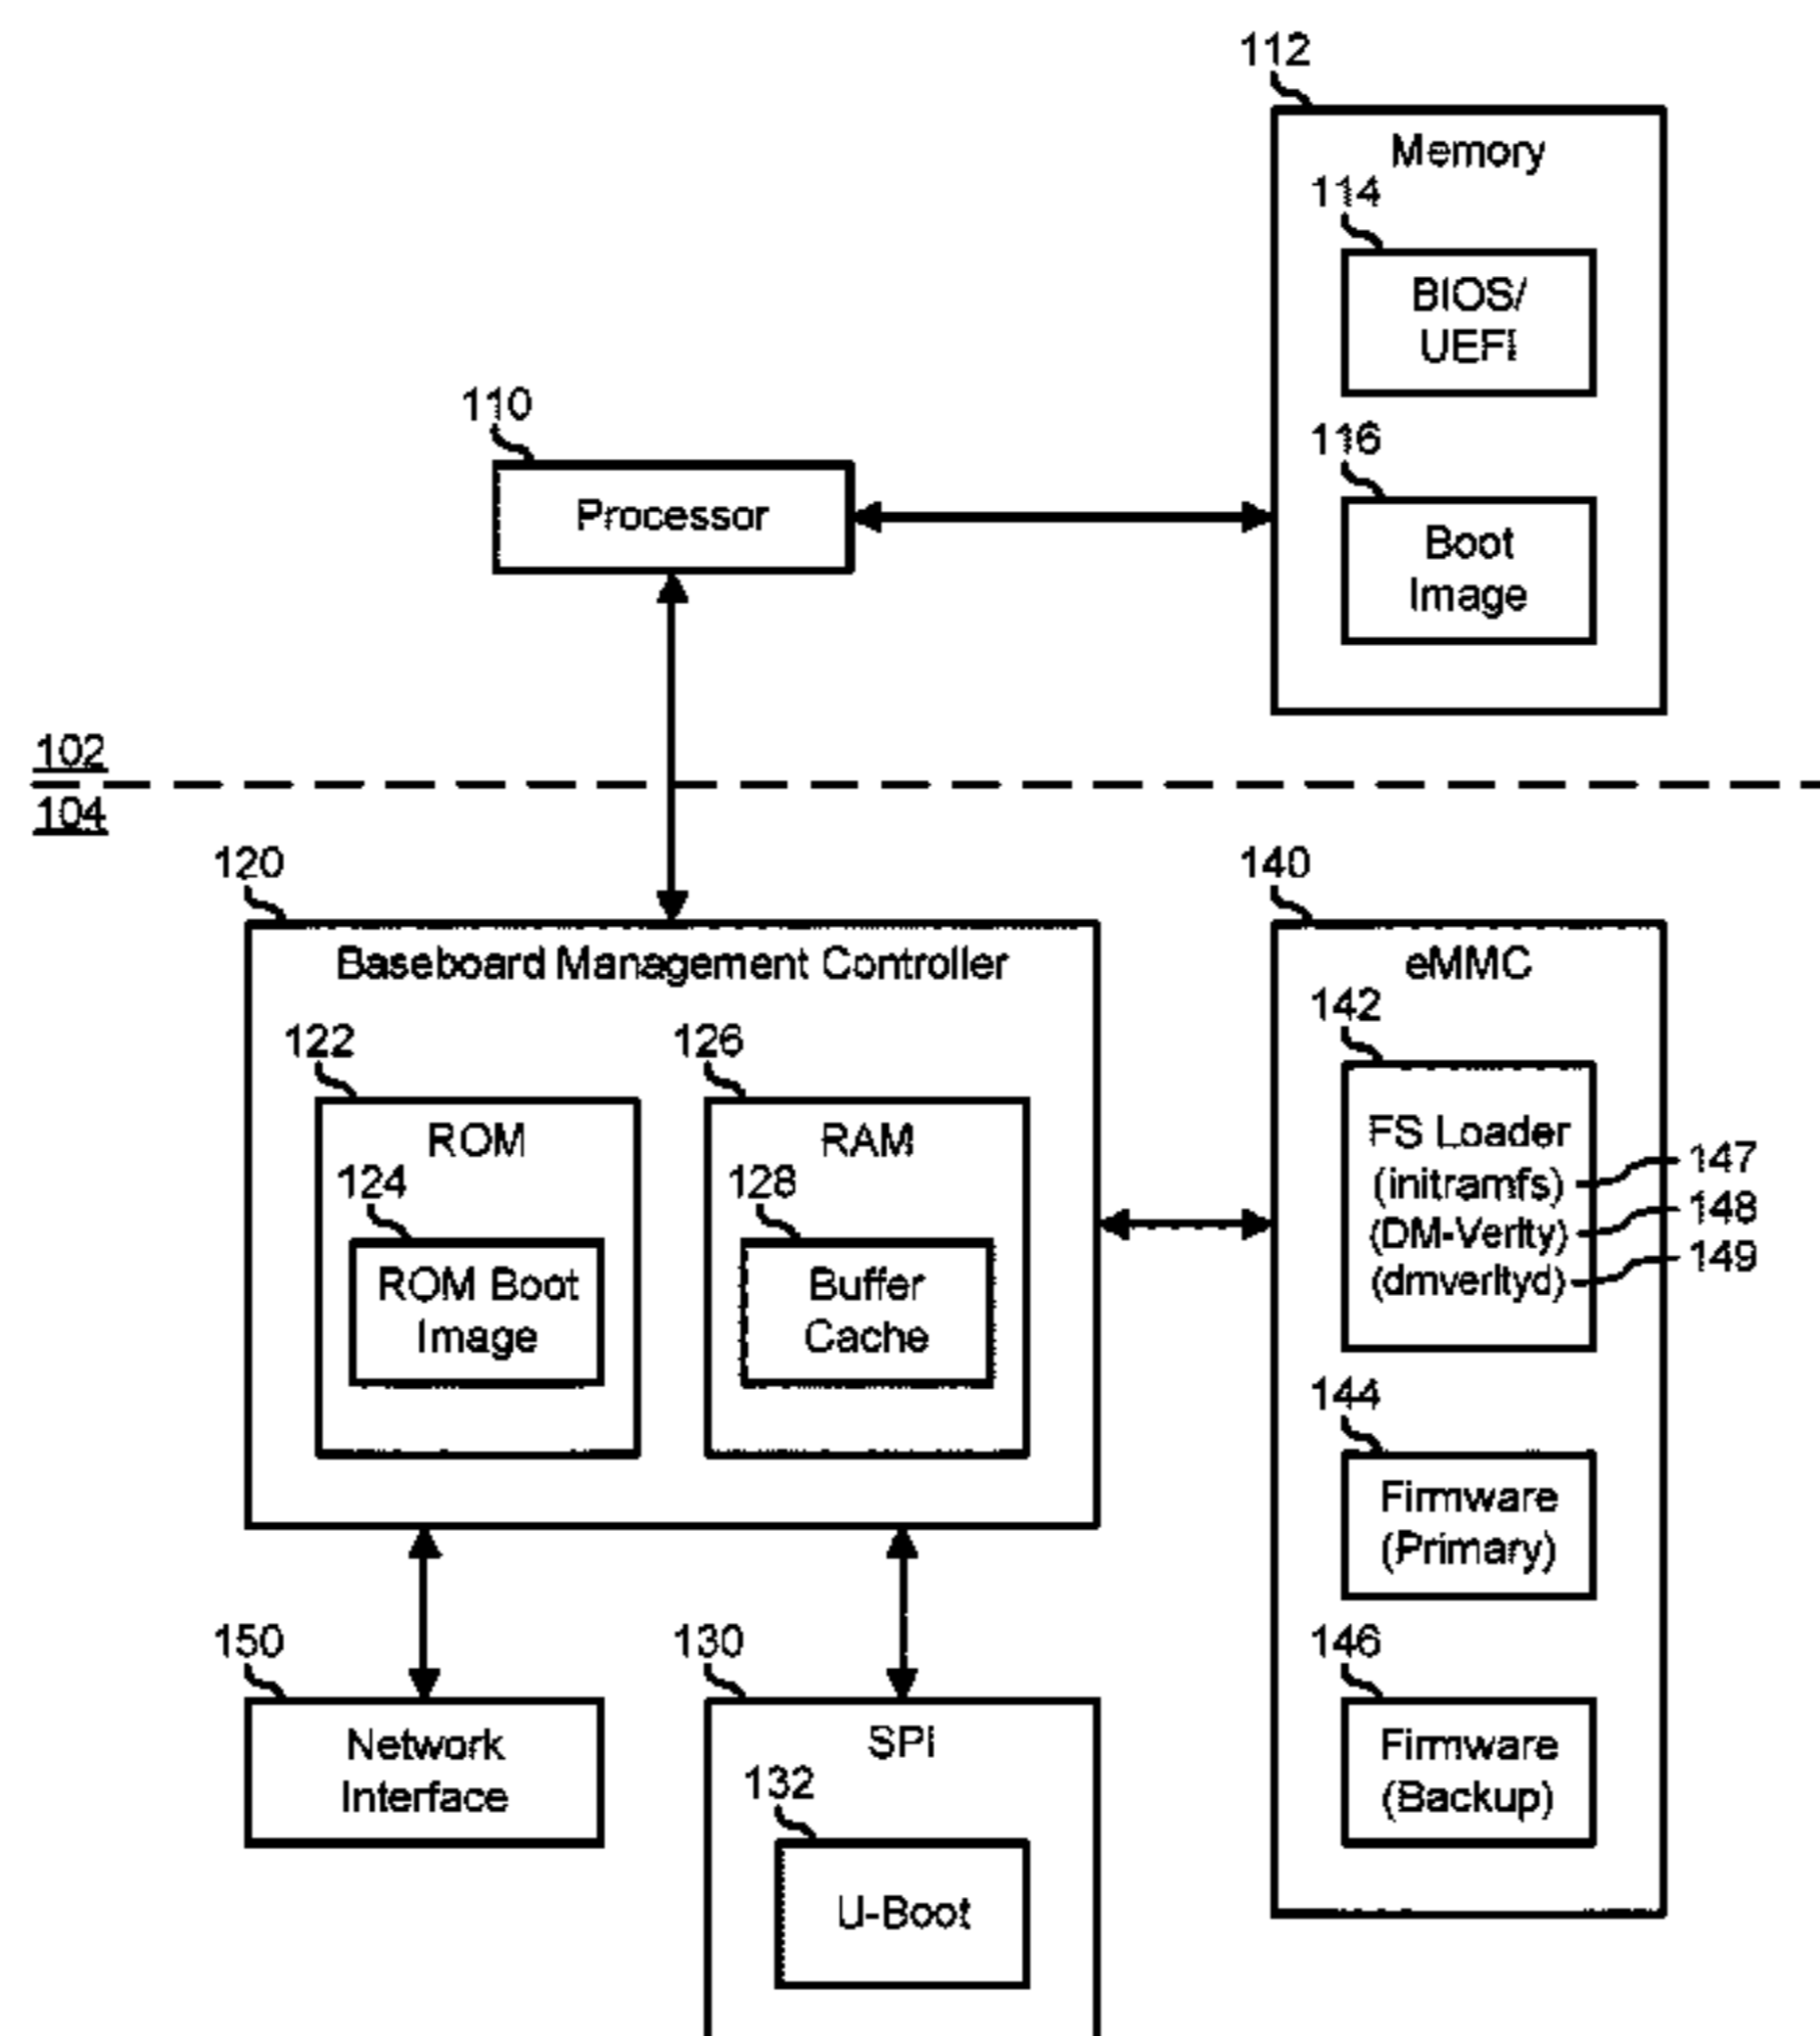 112
Memory
114
BIOS/
UEFI
110
116
Processor
Boot
Image
102
104
120
140
Baseboard Management Controller
eMMC
142
122
126
ROM
RAM
FS Loader
147
124
128
(initramfs)
148
(DM-Verity)
149
(dmverityd)
ROM Boot
Image
Buffer
Cache
144
Firmware
(Primary)
150
130
146
Network
Interface
SPI
Firmware
(Backup)
132
U-Boot